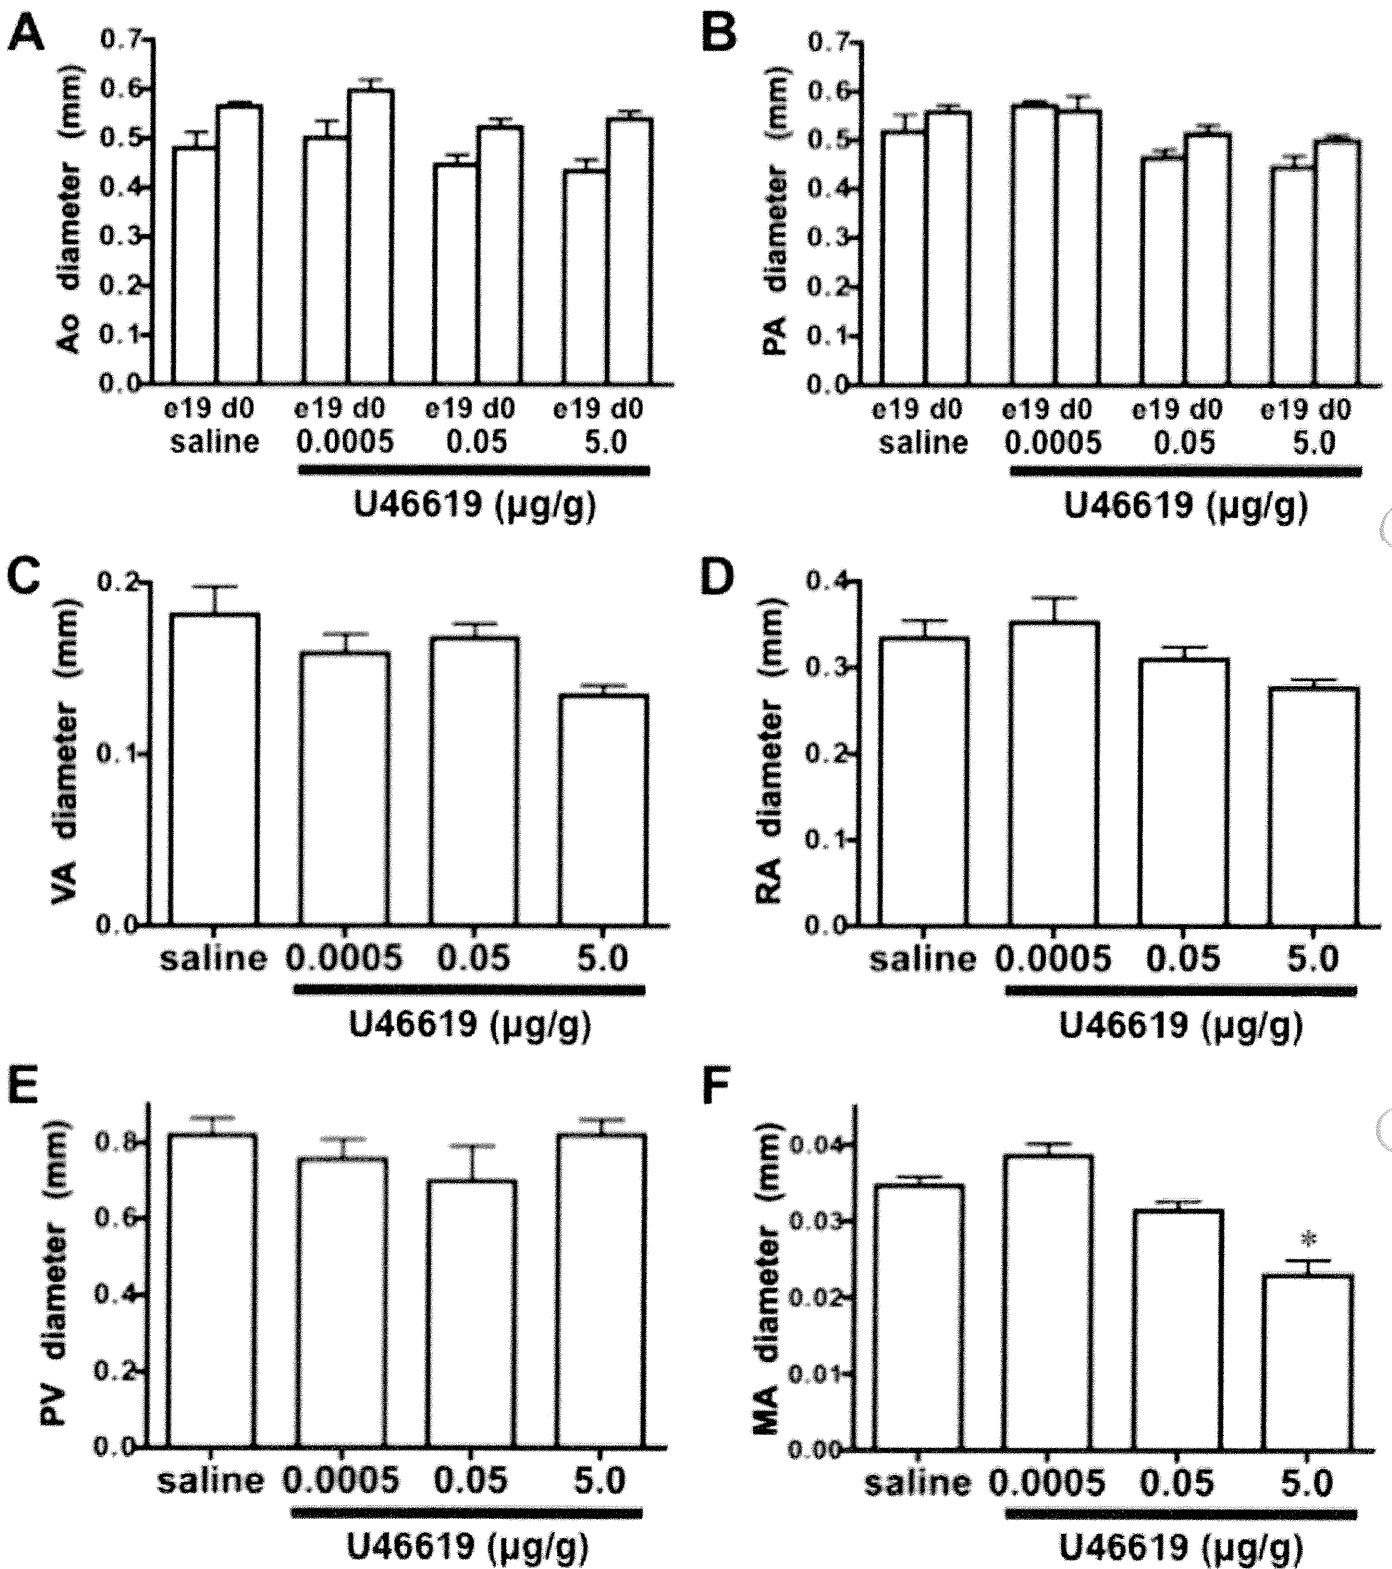 A
Ao diameter (mm)
0.7
0.6
0.5
0.4
0.3
0.2
0.1
0.0
e19 d0 e19 d0 e19 d0 e19 d0
saline 0.0005 0.05 5.0
U46619 (µg/g)
B
PA diameter (mm)
0.7
0.6
0.5
0.4
0.3
0.2
0.1
0.0
e19 d0 e19 d0 e19 d0 e19 d0
saline 0.0005 0.05 5.0
U46619 (µg/g)
C
VA diameter (mm)
0.2
0.1
0.0
saline 0.0005 0.05 5.0
U46619 (µg/g)
D
RA diameter (mm)
0.4
0.3
0.2
0.1
0.0
saline 0.0005 0.05 5.0
U46619 (µg/g)
E
PV diameter (mm)
0.8
0.6
0.4
0.2
0.0
saline 0.0005 0.05 5.0
U46619 (µg/g)
F
MA diameter (mm)
0.04
0.03
0.02
0.01
0.00
*
saline 0.0005 0.05 5.0
U46619 (µg/g)